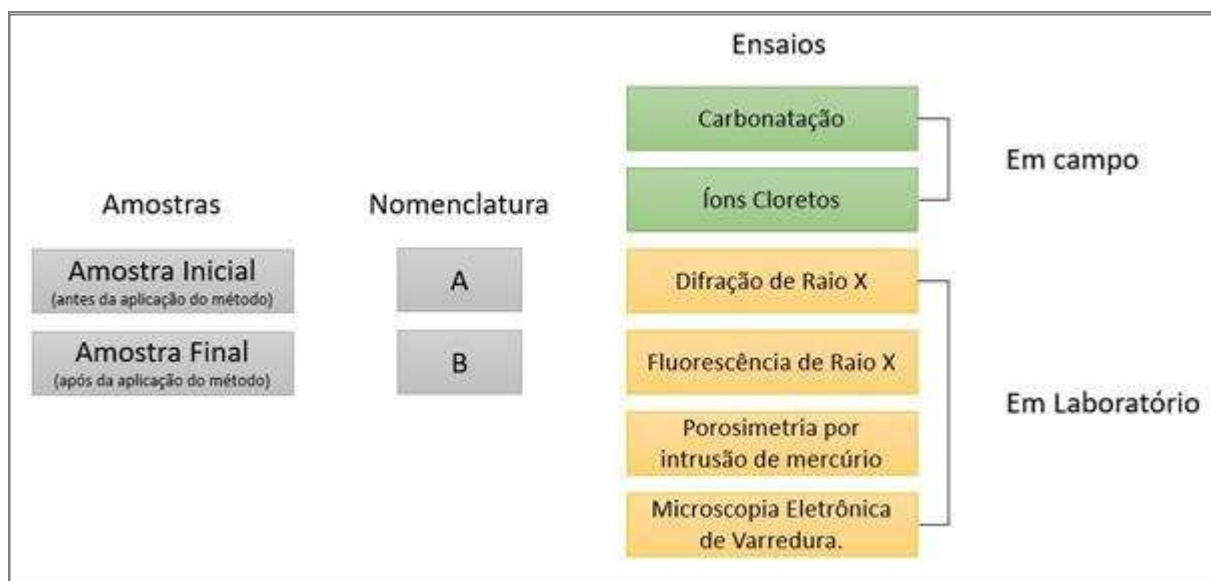 Ensaios
Carbonatação
Em campo
Íons Cloretos
Amostras
Nomenclatura
Amostra Inicial
(antes da aplicação do método)
A
Difração de Raio X
Amostra Final
(após da aplicação do método)
B
Fluorescência de Raio X
Em Laboratório
Porosimetria por
intrusão de mercúrio
Microscopia Eletrônica
de Varredura.